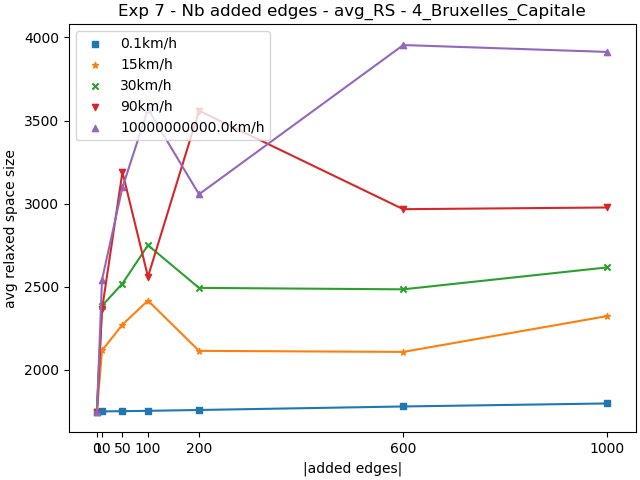 Exp 7 - Nb added edges - avg_RS - 4_Bruxelles_Capitale
avg relaxed space size
4000
3500
3000
2500
2000
0.1km/h
15km/h
30km/h
90km/h
10000000000.0km/h
0 10 50 100 200 600 1000
|added edges|